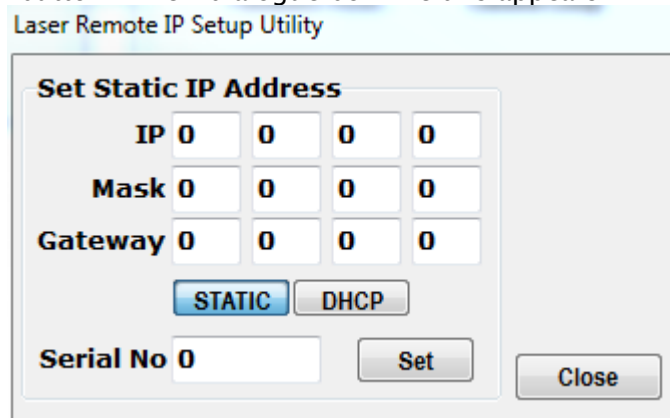 Laser Remote IP Setup Utility
Set Static IP Address
IP 0 0 0 0
Mask 0 0 0 0
Gateway 0 0 0 0
STATIC DHCP
Serial No 0 Set
Close